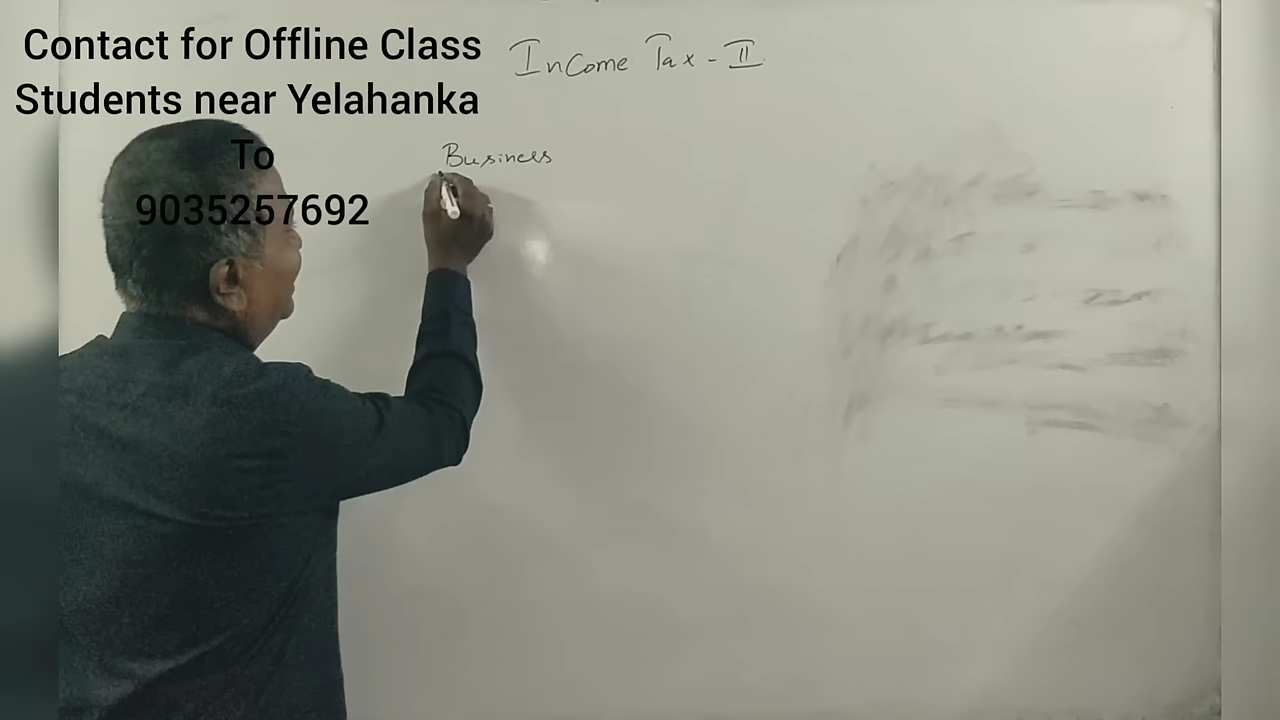 Contact for Offline Class
Students near Yelahanka
To
9035257692
Income Tax - II
Business